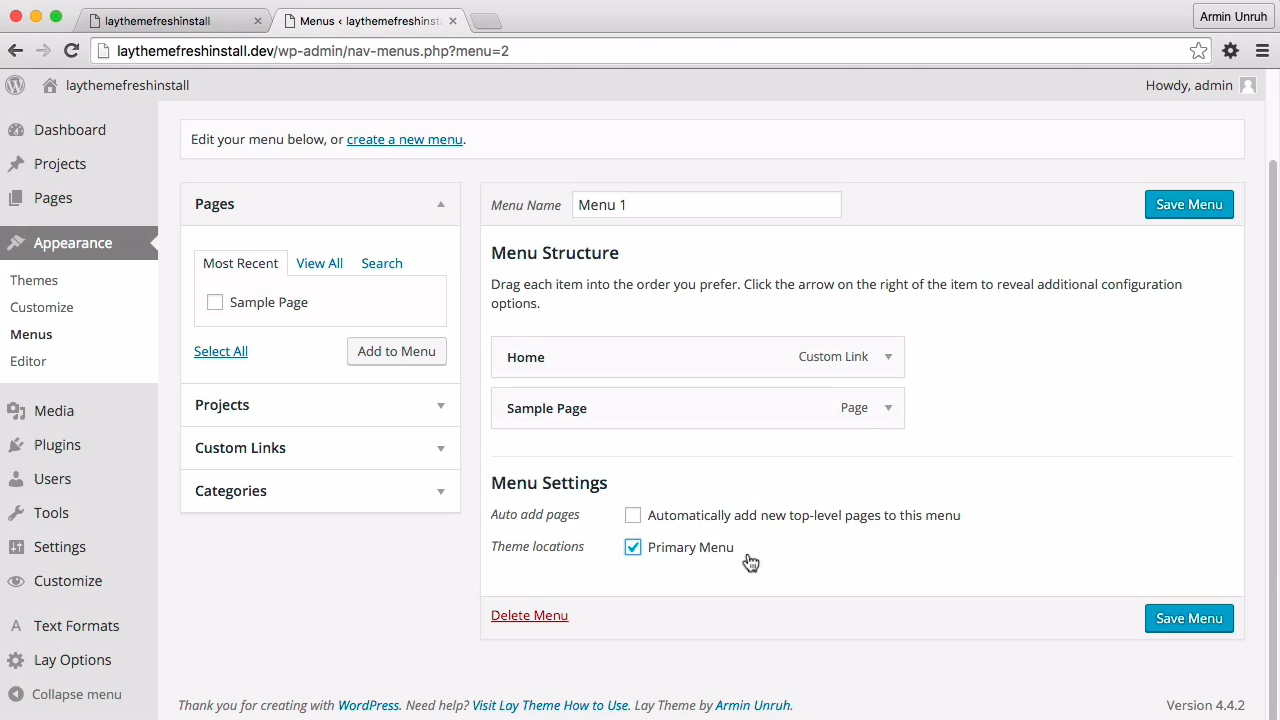 laythemefreshinstall
Menus ‹ laythemefreshinst
Armin Unruh
laythemefreshinstall.dev/wp-admin/nav-menus.php?menu=2
laythemefreshinstall
Howdy, admin
Dashboard
Projects
Pages
Appearance
Themes
Customize
Menus
Editor
Media
Plugins
Users
Tools
Settings
Customize
Text Formats
Lay Options
Collapse menu
Edit your menu below, or create a new menu.
Pages
Most Recent View All Search
Sample Page
Select All Add to Menu
Projects
Custom Links
Categories
Menu Name Menu 1 Save Menu
Menu Structure
Drag each item into the order you prefer. Click the arrow on the right of the item to reveal additional configuration
options.
Home Custom Link
Sample Page Page
Menu Settings
Auto add pages Automatically add new top-level pages to this menu
Theme locations Primary Menu
Delete Menu Save Menu
Thank you for creating with WordPress. Need help? Visit Lay Theme How to Use. Lay Theme by Armin Unruh.
Version 4.4.2